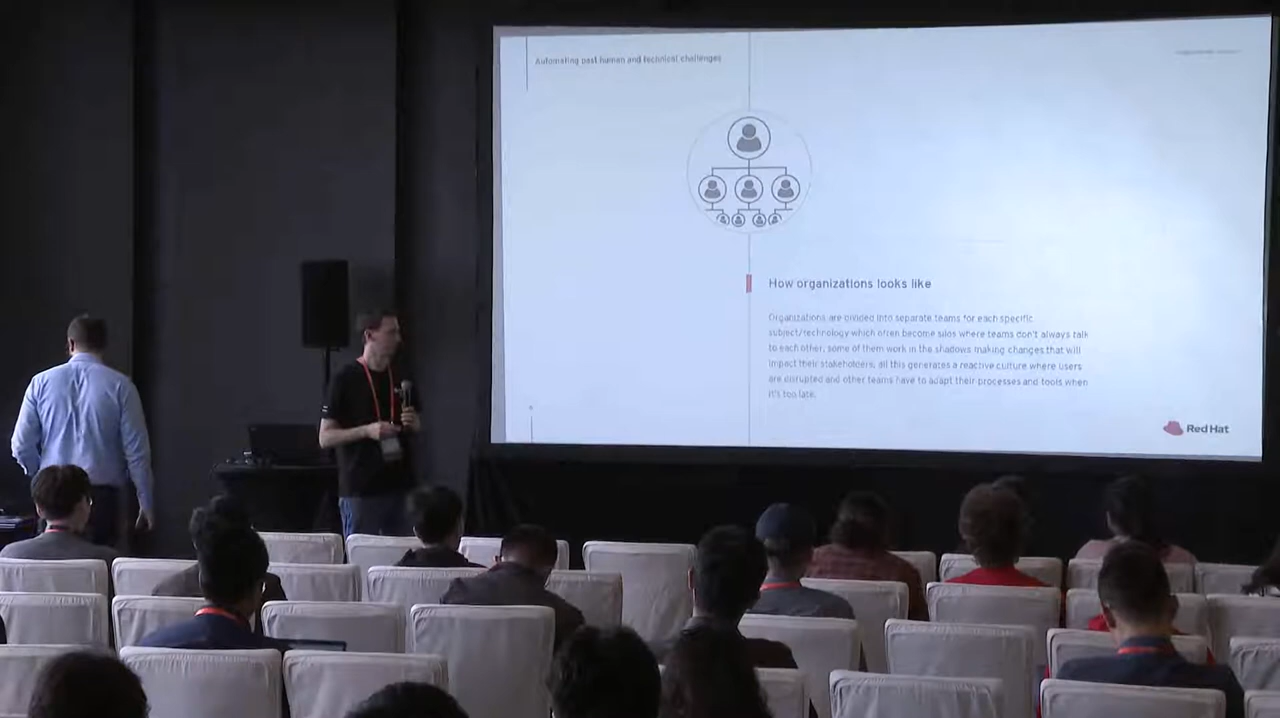 Automating past human and technical challenges
How organizations looks like
Organizations are divided into separate teams for each specific
subject/technology which often become silos where teams don't always talk
to each other, some of them work in the shadows making changes that will
impact their stakeholders, all this generates a reactive culture where users
are disrupted and other teams have to adapt their processes and tools when
it's too late.
Red Hat